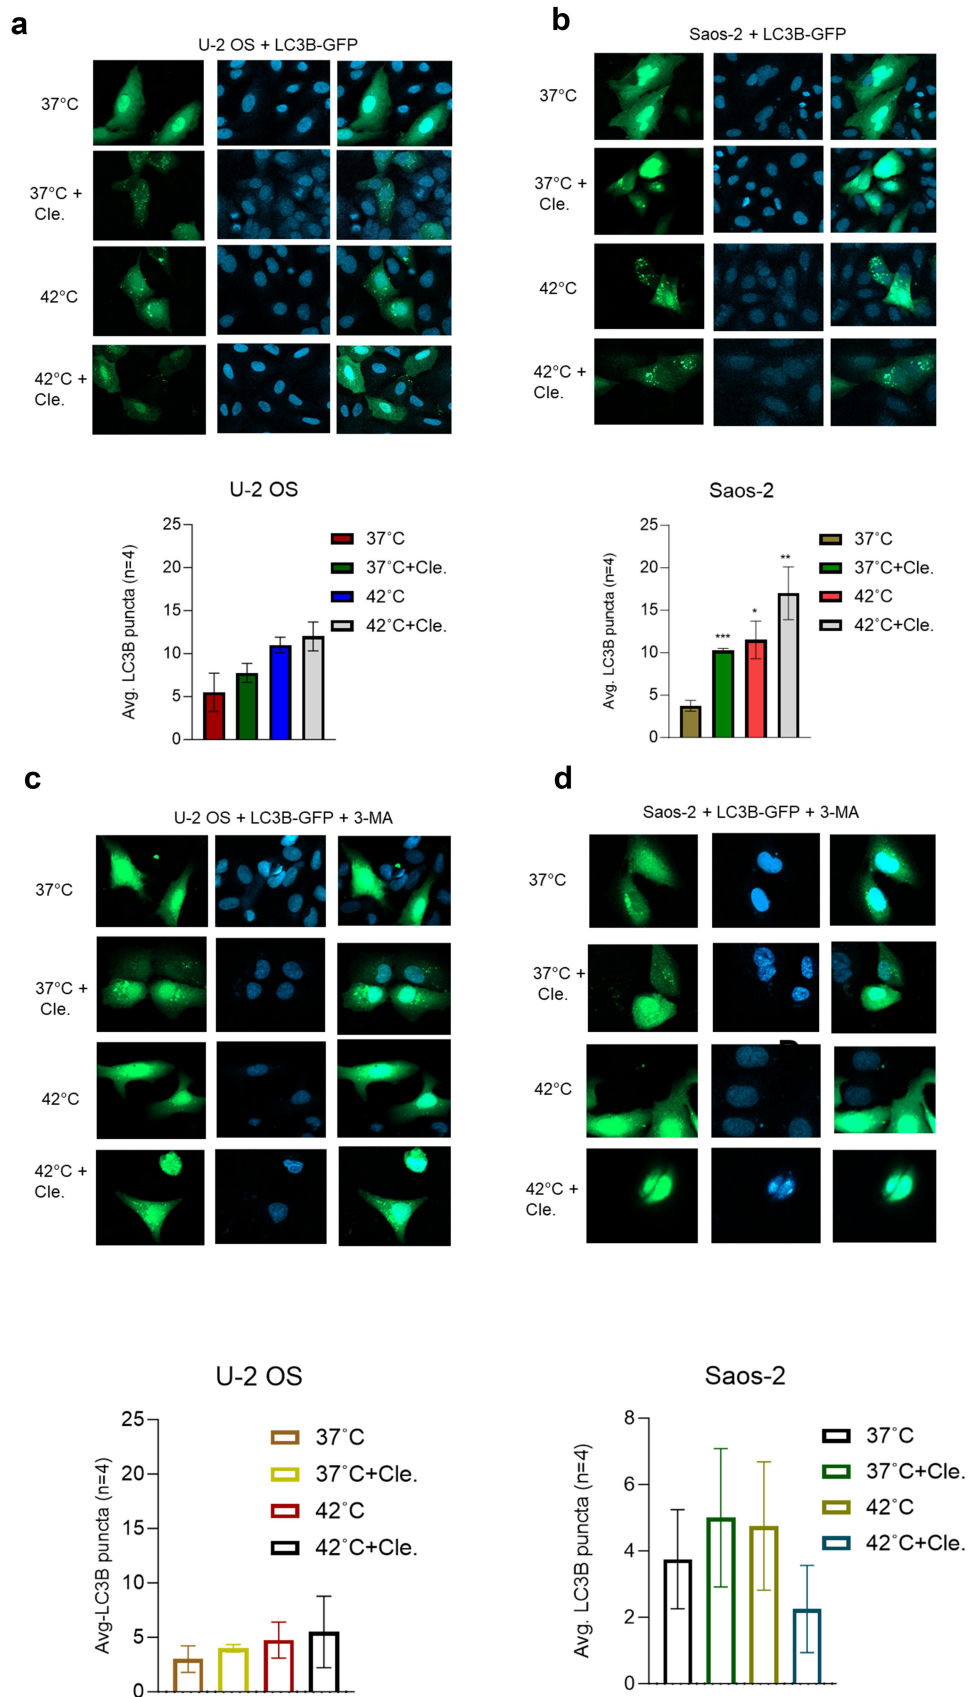 a
U-2 OS + LC3B-GFP
37°C
37°C +
Cle.
42°C
42°C +
Cle.
U-2 OS
Avg. LC3B puncta (n=4)
25
20
15
10
5
0
37°C
37°C+Cle.
42°C
42°C+Cle.
b
Saos-2 + LC3B-GFP
37°C
37°C +
Cle.
42°C
42°C +
Cle.
Saos-2
Avg. LC3B puncta (n=4)
25
20
15
10
5
0
***
*
**
37°C
37°C+Cle.
42°C
42°C+Cle.
c
U-2 OS + LC3B-GFP + 3-MA
37°C
37°C +
Cle.
42°C
42°C +
Cle.
U-2 OS
Avg-LC3B puncta (n=4)
25
20
15
10
5
0
37°C
37°C+Cle.
42°C
42°C+Cle.
d
Saos-2 + LC3B-GFP + 3-MA
37°C
37°C +
Cle.
42°C
42°C +
Cle.
Saos-2
Avg. LC3B puncta (n=4)
8
6
4
2
0
37°C
37°C+Cle.
42°C
42°C+Cle.